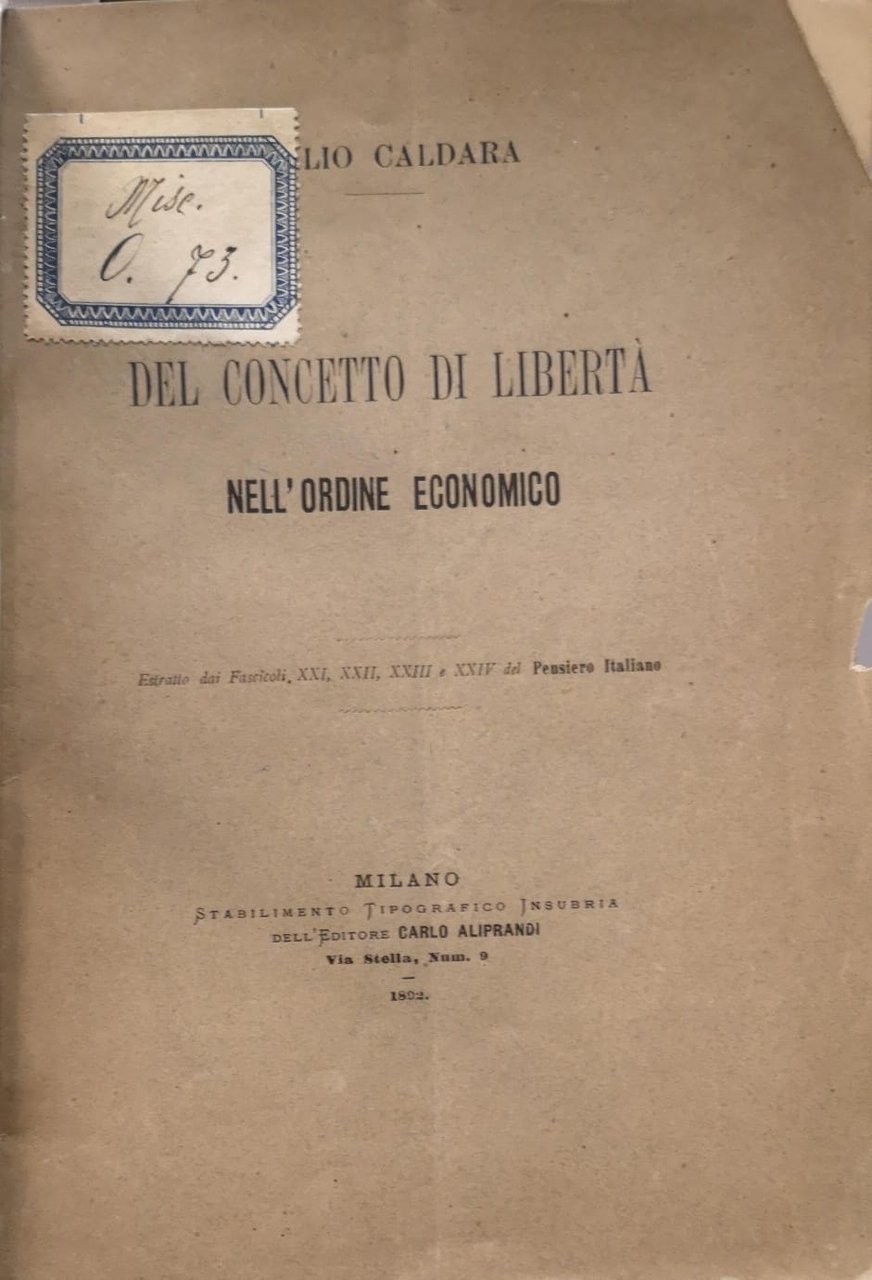 LIO CALDARA
Misc.
O. 73.
DEL CONCETTO DI LIBERTÀ
NELL'ORDINE ECONOMICO
Estratto dai Fascicoli, XXI, XXII, XXIII e XXIV del Pensiero Italiano
MILANO
STABILIMENTO TIPOGRAFICO INSUBRIA
DELL'EDITORE CARLO ALIPRANDI
Via Stella, Num. 9
1892.